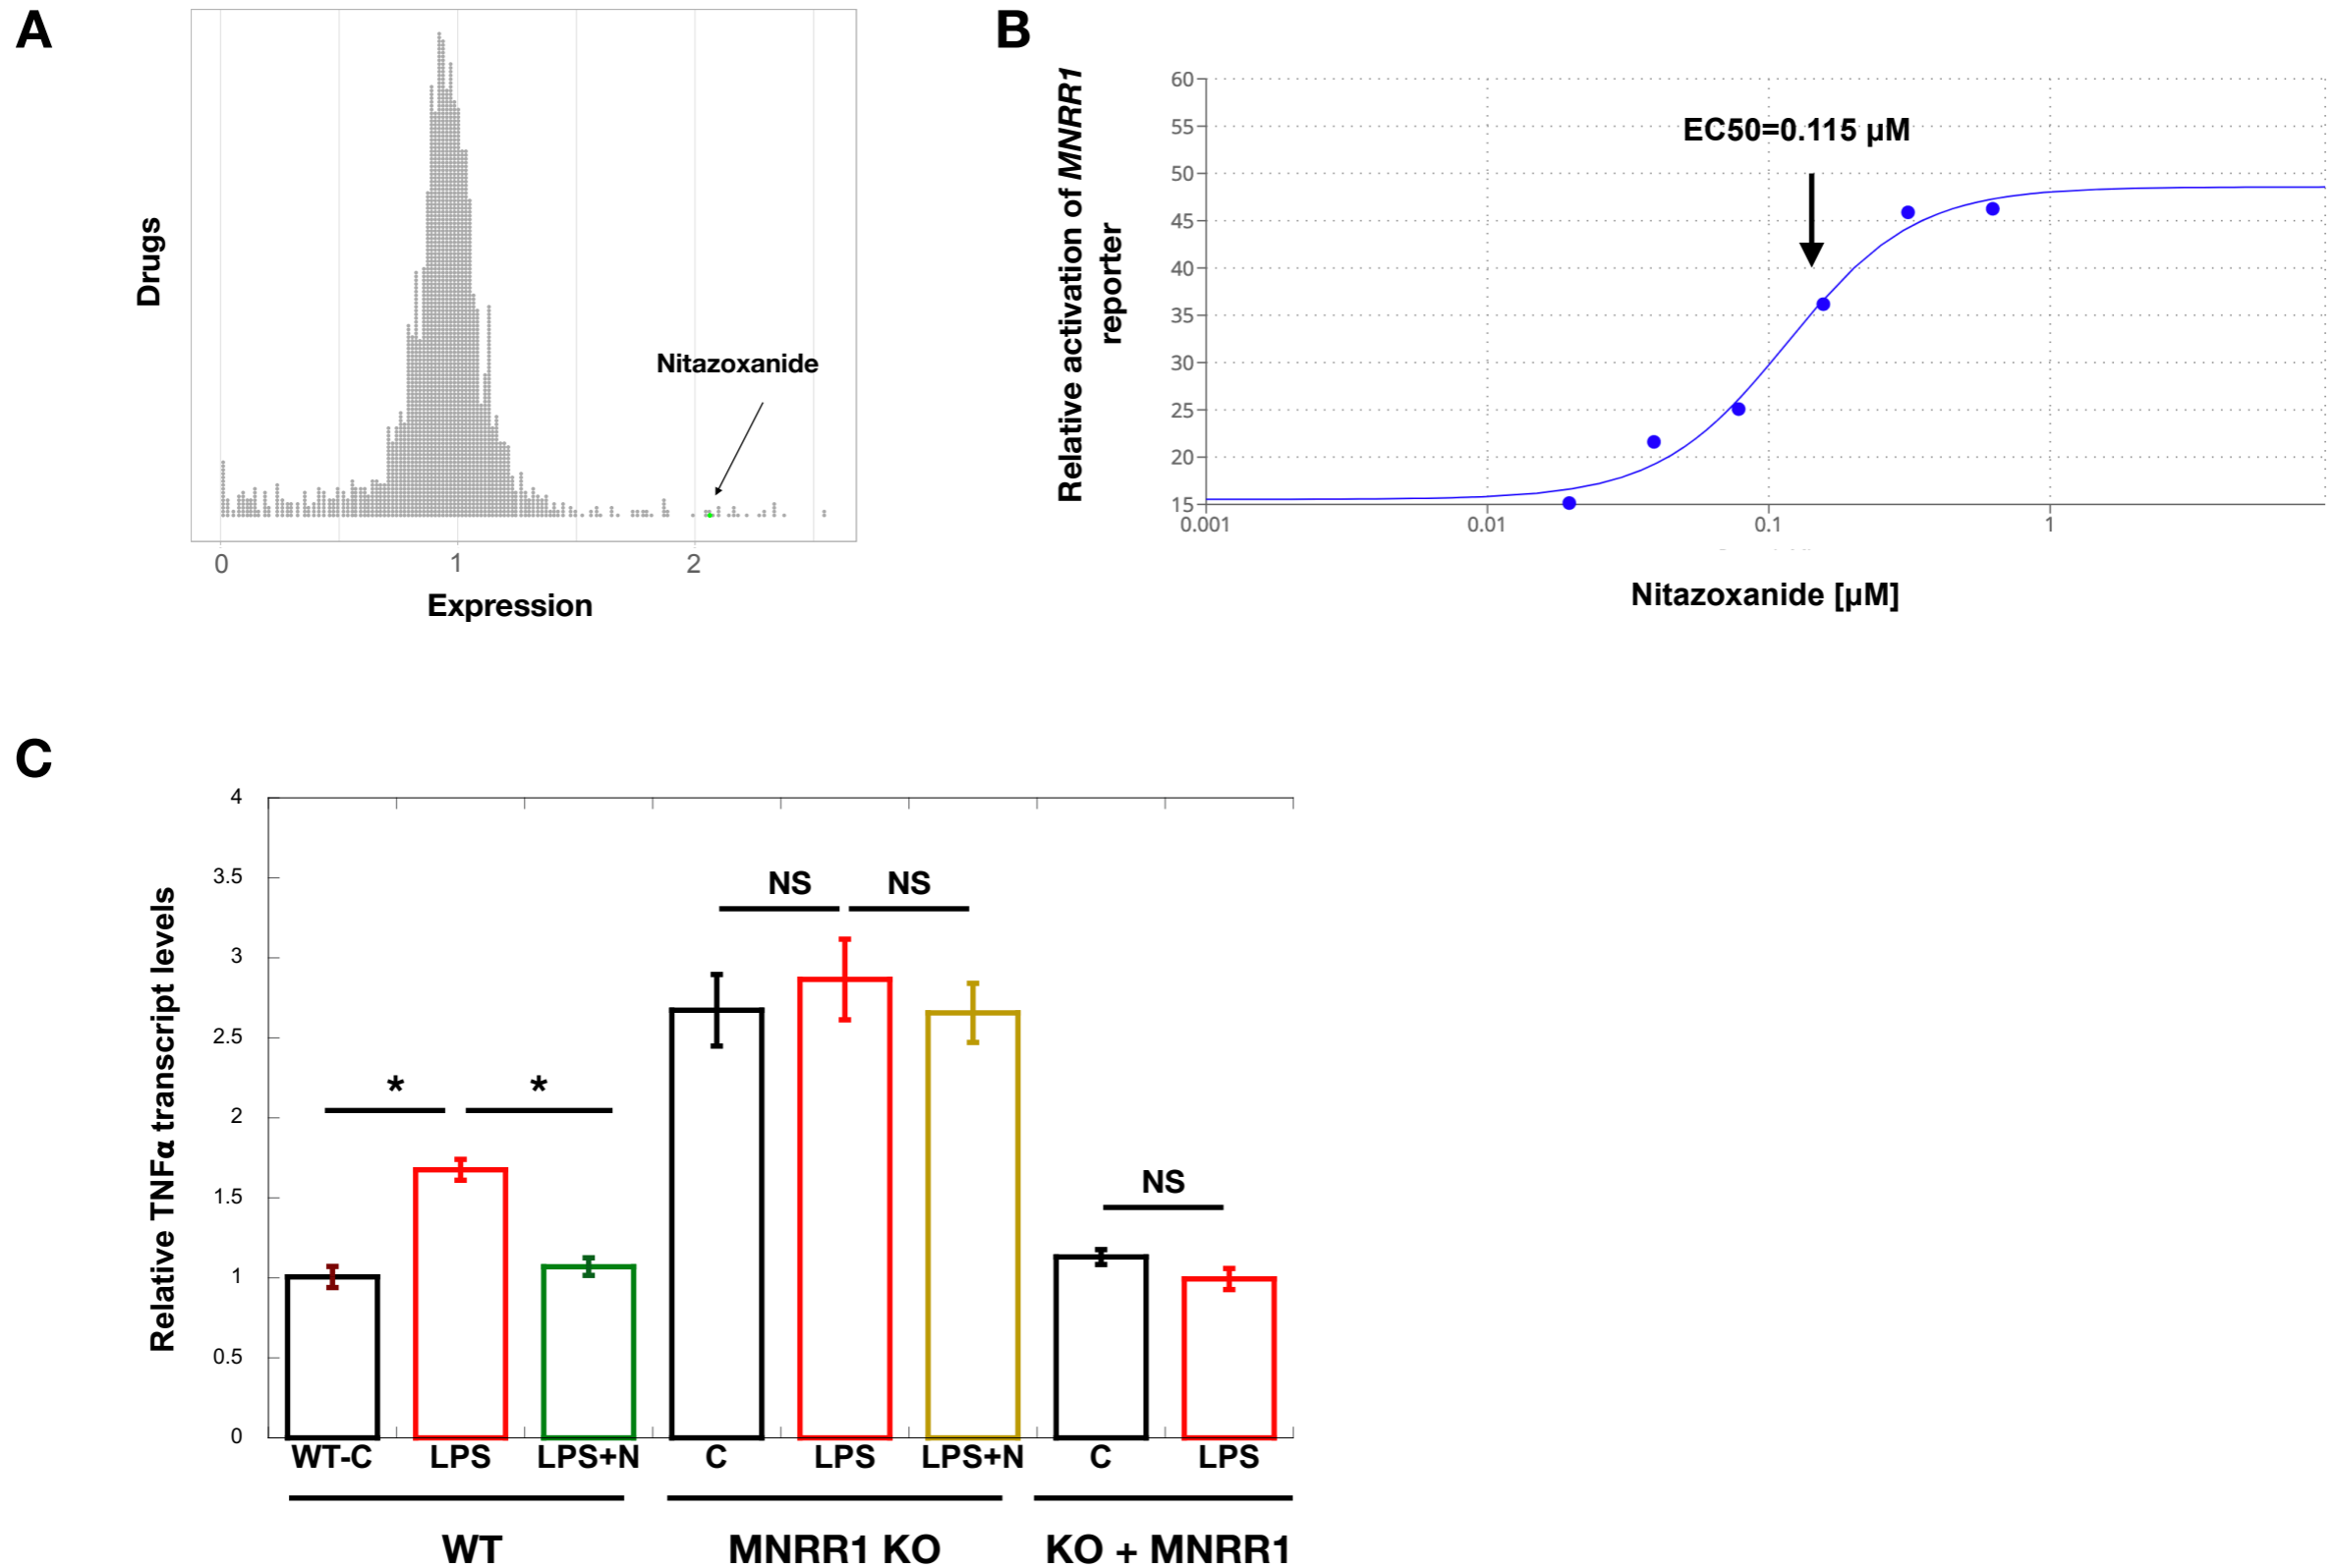 A
Drugs
Nitazoxanide
0 1 2
Expression
B
Relative activation of MNRR1
reporter
60
55
50
45
40
35
30
25
20
15
EC50=0.115 µM
0.001 0.01 0.1 1
Nitazoxanide [µM]
C
Relative TNFα transcript levels
4
3.5
3
2.5
2
1.5
1
0.5
0
NS NS
* *
NS
WT-C LPS LPS+N C LPS LPS+N C LPS
WT MNRR1 KO KO + MNRR1